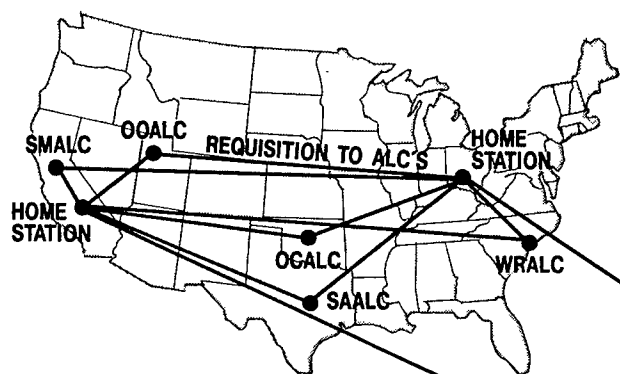 SMALC
OOALC
REQUISITION TO ALC'S
HOME
STATION
HOME
STATION
OCALC
WRALC
SAALC